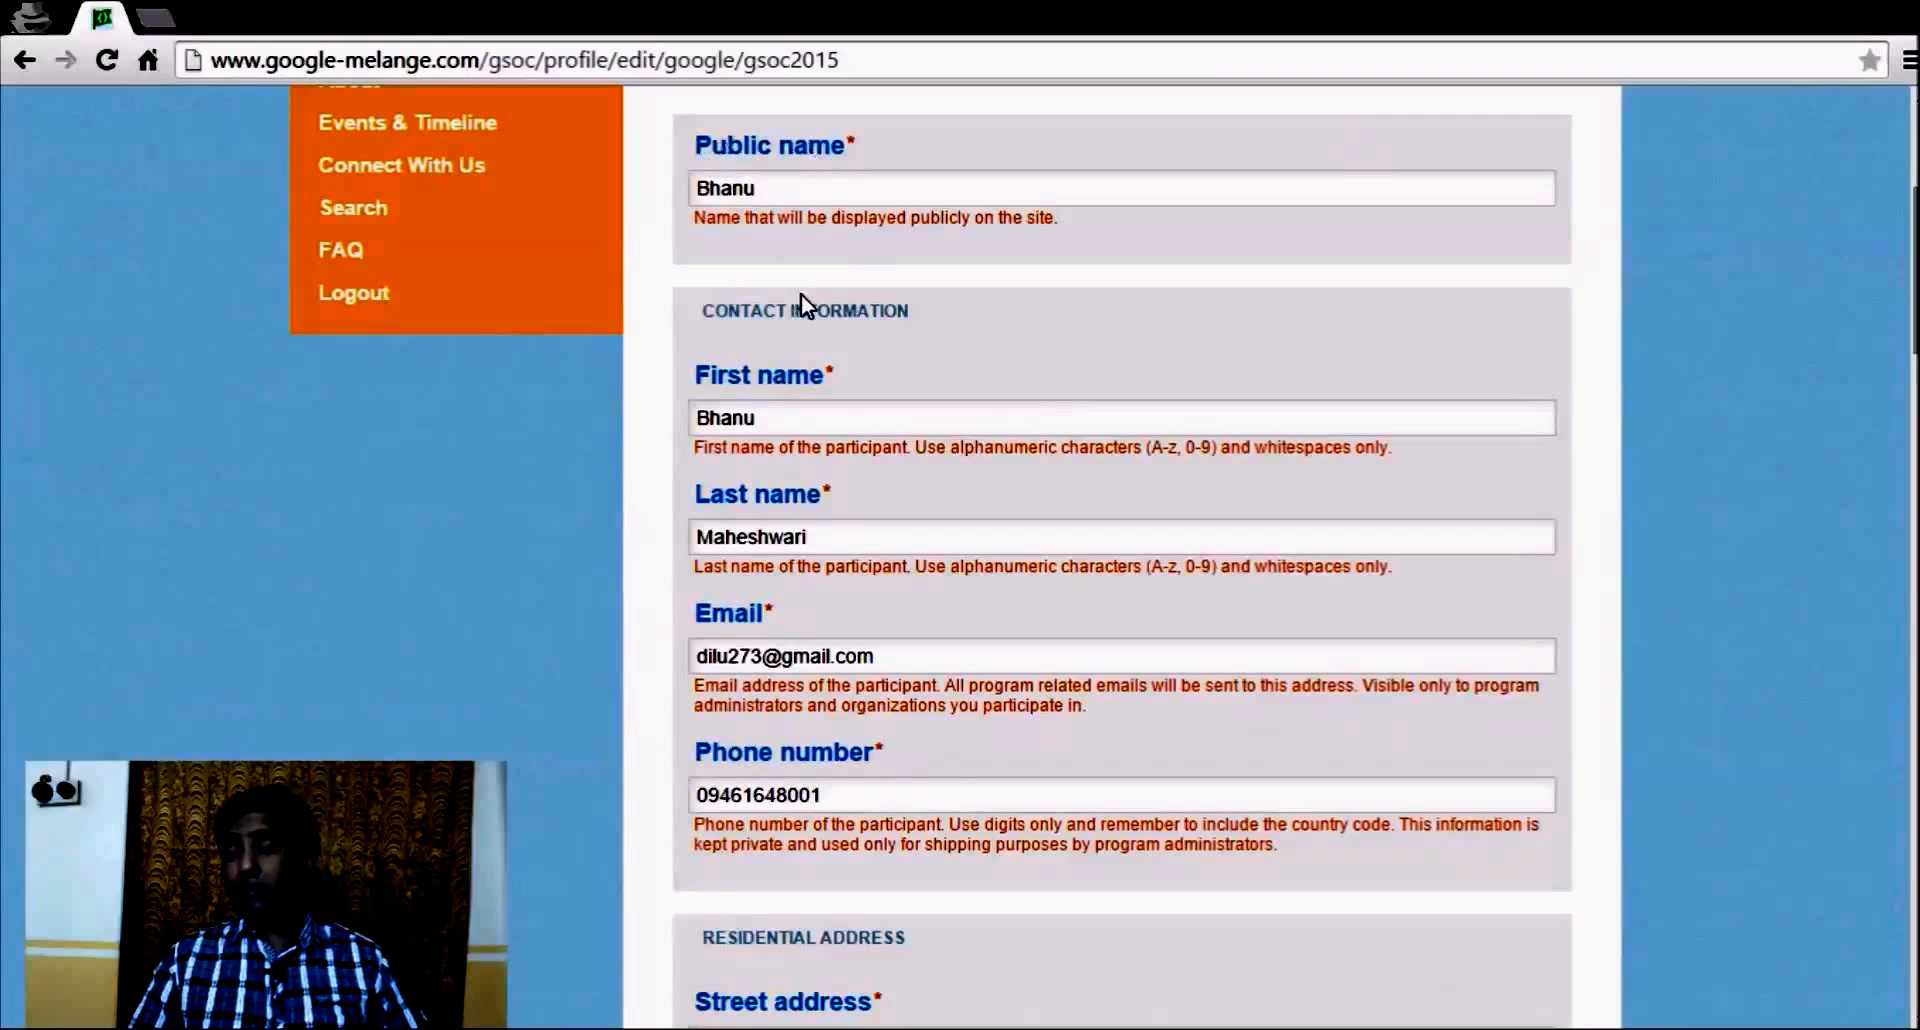 www.google-melange.com/gsoc/profile/edit/google/gsoc2015
Events & Timeline
Connect With Us
Search
FAQ
Logout
Public name*
Bhanu
Name that will be displayed publicly on the site.
CONTACT INFORMATION
First name*
Bhanu
First name of the participant. Use alphanumeric characters (A-z, 0-9) and whitespaces only.
Last name*
Maheshwari
Last name of the participant. Use alphanumeric characters (A-z, 0-9) and whitespaces only.
Email*
dilu273@gmail.com
Email address of the participant. All program related emails will be sent to this address. Visible only to program
administrators and organizations you participate in.
Phone number*
09461648001
Phone number of the participant. Use digits only and remember to include the country code. This information is
kept private and used only for shipping purposes by program administrators.
RESIDENTIAL ADDRESS
Street address*